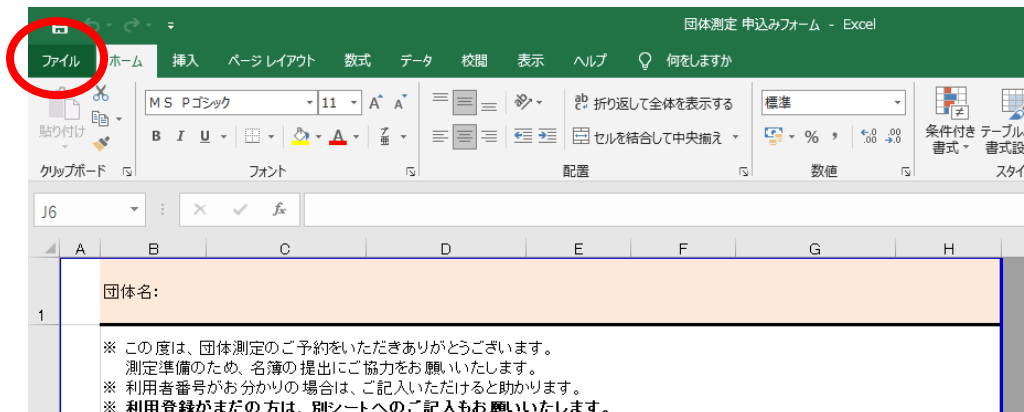 団体測定 申込みフォーム - Excel
ファイル ホーム 挿入 ページ レイアウト 数式 データ 校閲 表示 ヘルプ 何をしますか
貼り付け
MS Pゴシック 11 A A
折り返して全体を表示する
標準
B I U A 亜
セルを結合して中央揃え
% , .0 .00 .00 .0
条件付き 書式
テーブル 書式設
クリップボード フォント 配置 数値 スタイ
J6 fx
A B C D E F G H
1 団体名:
※ この度は、団体測定のご予約をいただきありがとうございます。
測定準備のため、名簿の提出にご協力をお願いいたします。
※ 利用者番号がお分かりの場合は、ご記入いただけると助かります。
※ 利用登録がまだの方は、別シートへのご記入もお願いいたします。